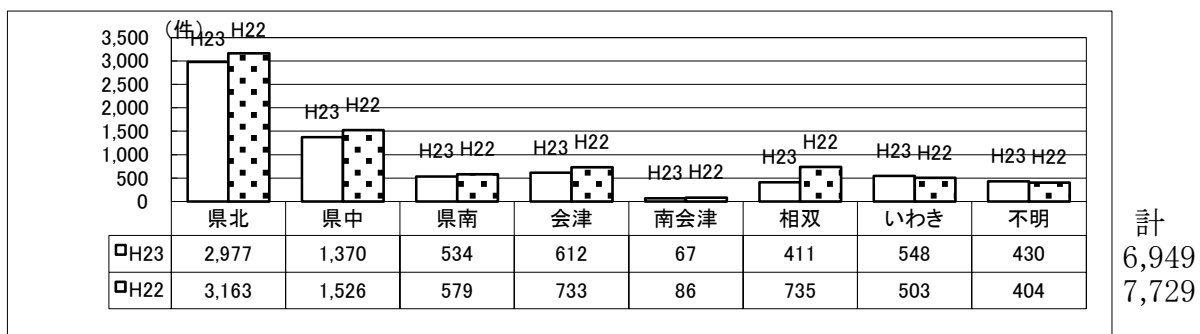 (件)
3,500
3,000
2,500
2,000
1,500
1,000
500
0
H23 H22
H23 H22
H23 H22
H23 H22
H23 H22
H23 H22
H23 H22
H23 H22
県北 県中 県南 会津 南会津 相双 いわき 不明 計
H23 2,977 1,370 534 612 67 411 548 430 6,949
H22 3,163 1,526 579 733 86 735 503 404 7,729